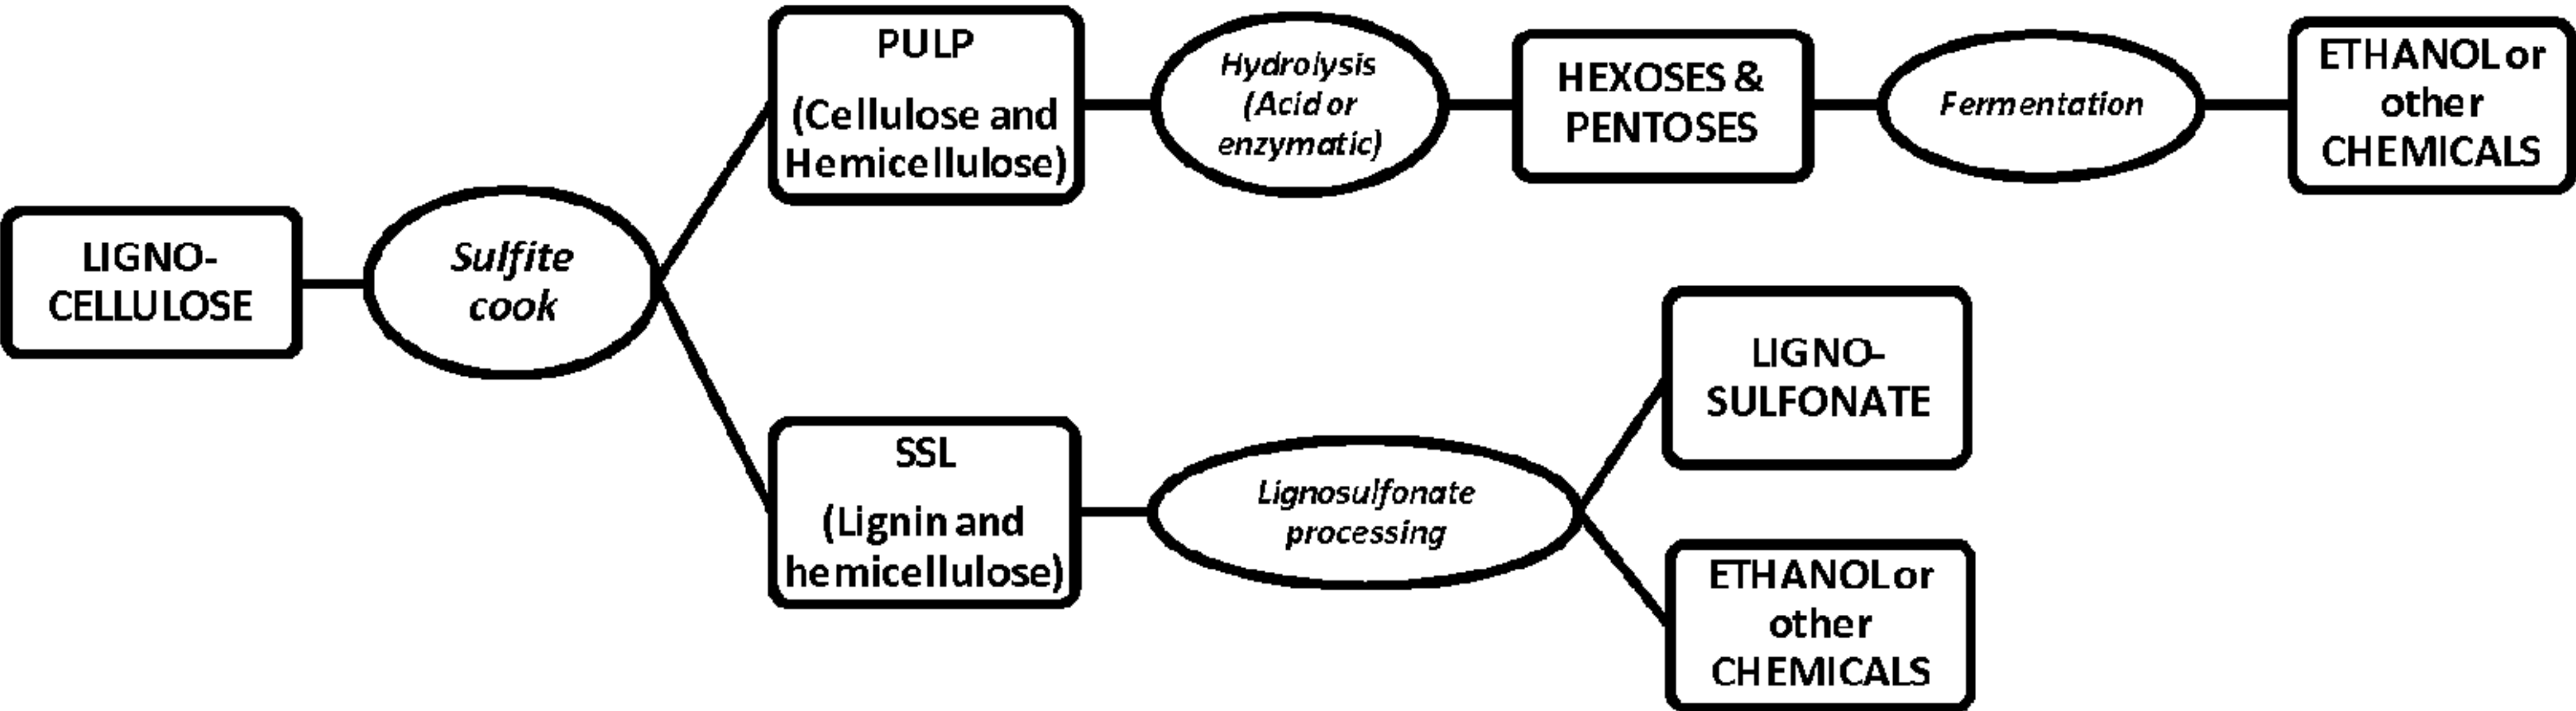 LIGNO-
CELLULOSE
Sulfite
cook
PULP
(Cellulose and
Hemicellulose)
Hydrolysis
(Acid or
enzymatic)
HEXOSES &
PENTOSES
Fermentation
ETHANOL or
other
CHEMICALS
SSL
(Lignin and
hemicellulose)
Lignosulfonate
processing
LIGNO-
SULFONATE
ETHANOL or
other
CHEMICALS